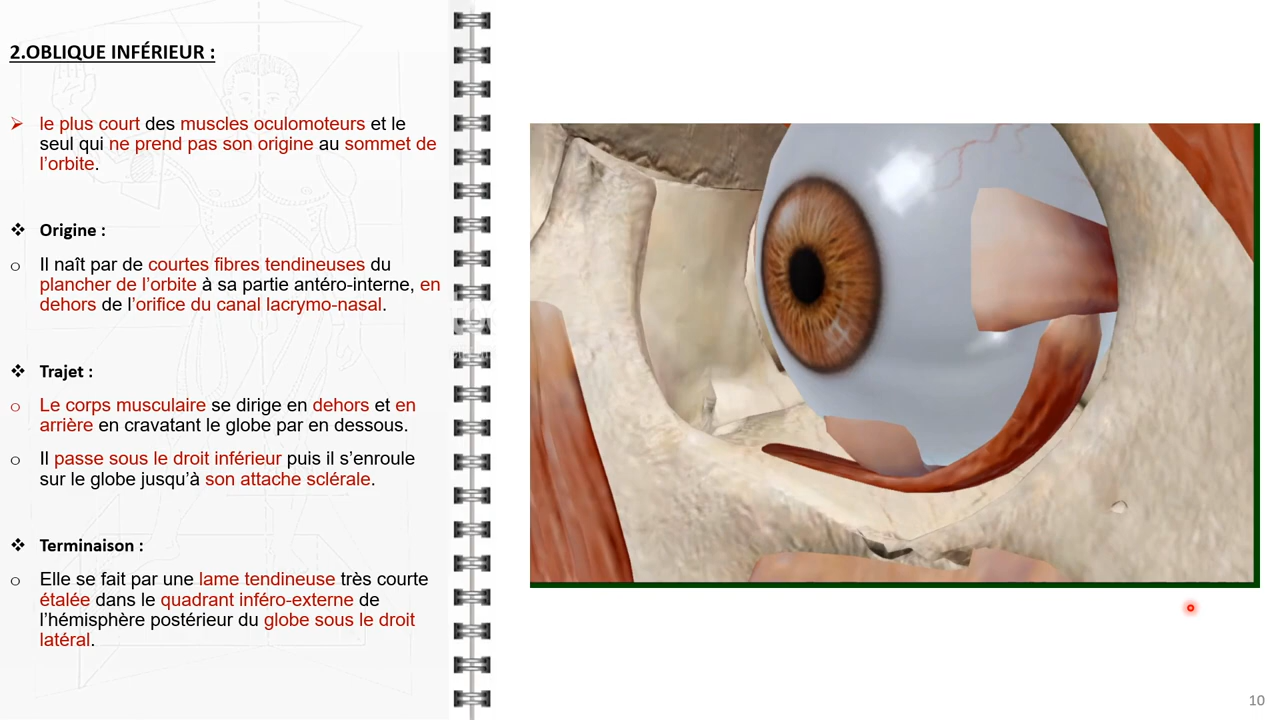 2.OBLIQUE INFÉRIEUR :
➢ le plus court des muscles oculomoteurs et le
seul qui ne prend pas son origine au sommet de
l’orbite.
❖ Origine :
o Il naît par de courtes fibres tendineuses du
plancher de l’orbite à sa partie antéro-interne, en
dehors de l’orifice du canal lacrymo-nasal.
❖ Trajet :
o Le corps musculaire se dirige en dehors et en
arrière en cravatant le globe par en dessous.
o Il passe sous le droit inférieur puis il s’enroule
sur le globe jusqu’à son attache sclérale.
❖ Terminaison :
o Elle se fait par une lame tendineuse très courte
étalée dans le quadrant inféro-externe de
l’hémisphère postérieur du globe sous le droit
latéral.
10